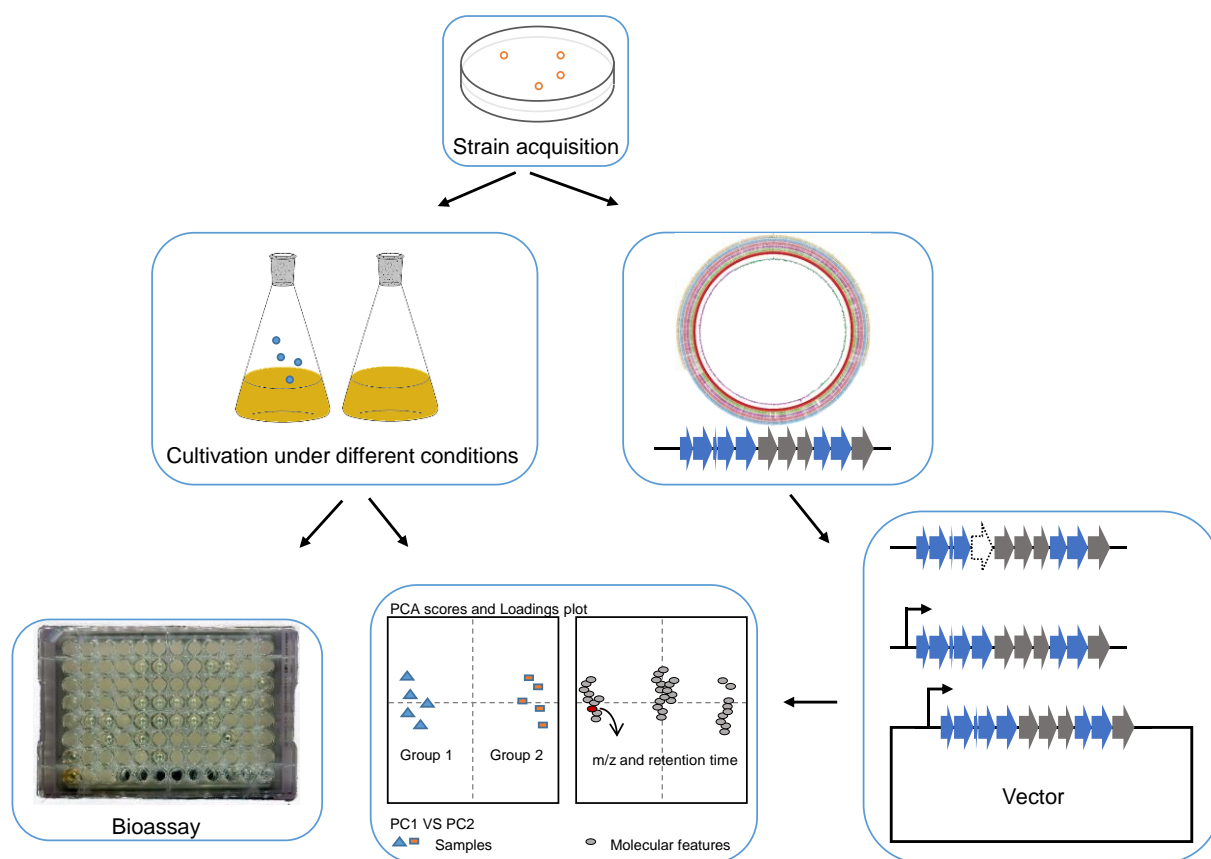 Strain acquisition
Cultivation under different conditions
PCA scores and Loadings plot
Group 1
Group 2
m/z and retention time
PC1 VS PC2
Samples
Molecular features
Bioassay
Vector